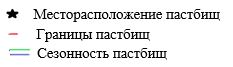 Месторасположение пастбищ
Границы пастбищ
Сезонность пастбищ